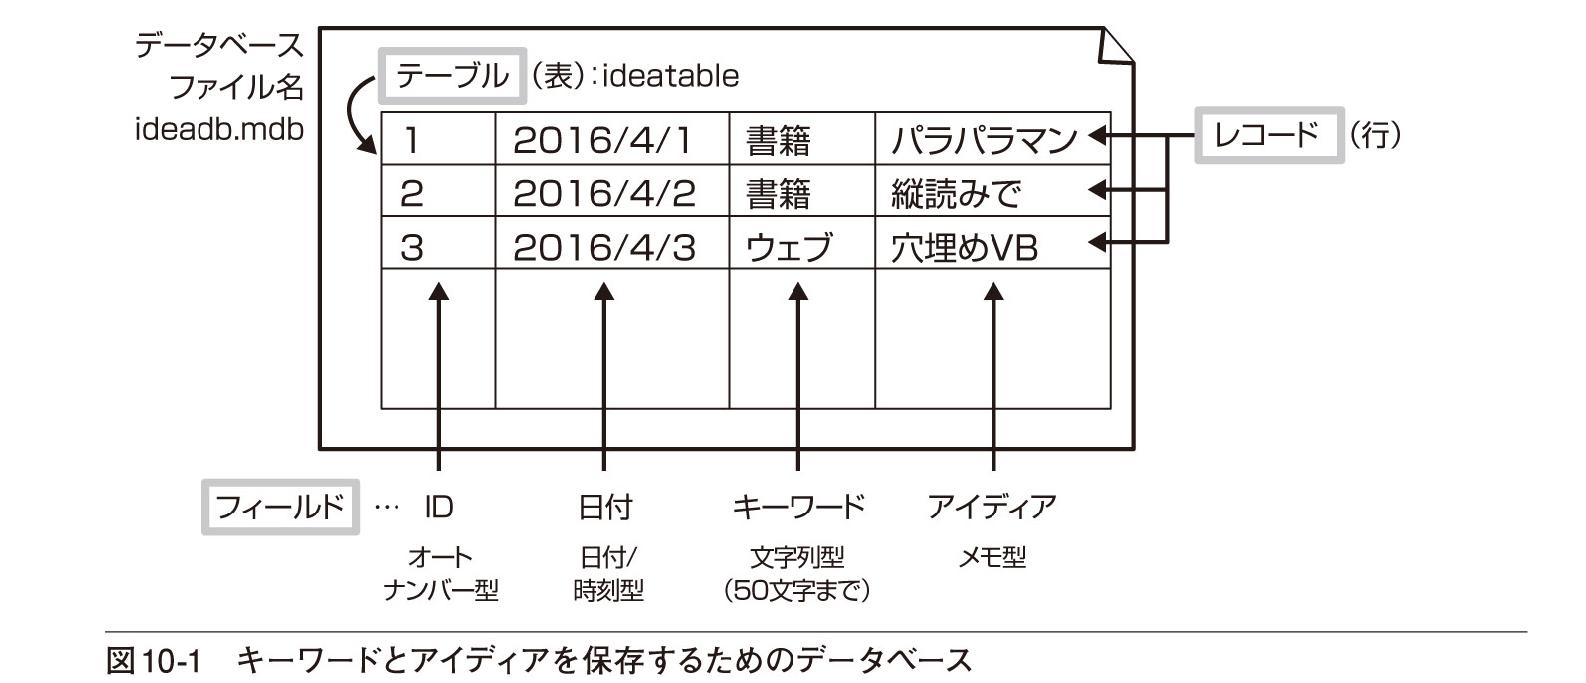 データベース
ファイル名
ideadb.mdb
テーブル（表）：ideatable
1 2016/4/1 書籍 パラパラマン
2 2016/4/2 書籍 縦読みで
3 2016/4/3 ウェブ 穴埋めVB
レコード（行）
フィールド … ID 日付 キーワード アイディア
オート 日付/ 文字列型 メモ型
ナンバー型 時刻型 （50文字まで）
図10-1 キーワードとアイディアを保存するためのデータベース